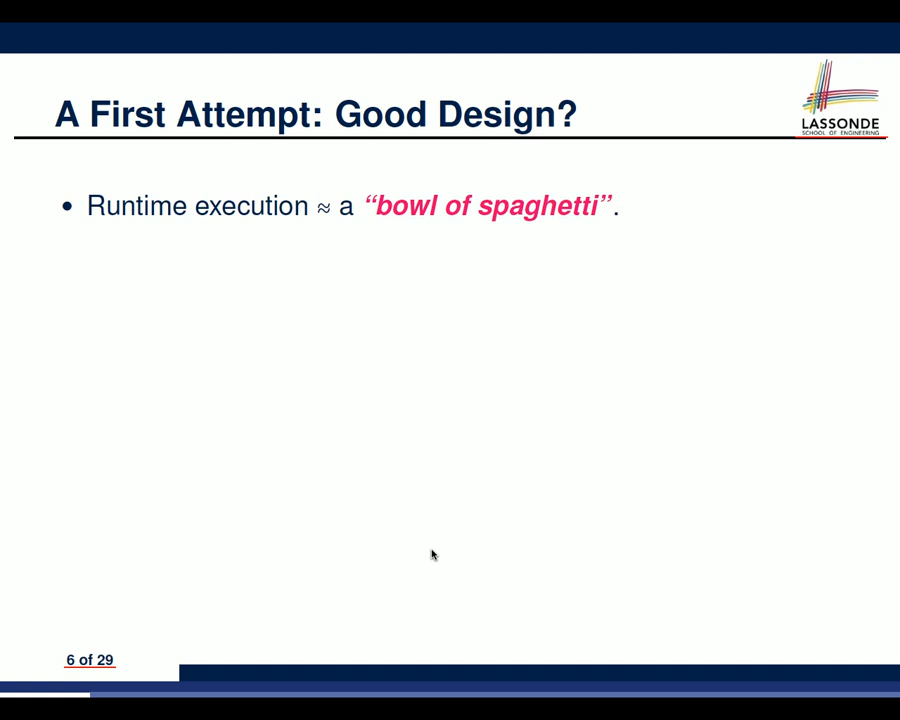 A First Attempt: Good Design?
LASSONDE
SCHOOL OF ENGINEERING
• Runtime execution ≈ a “bowl of spaghetti”.
6 of 29